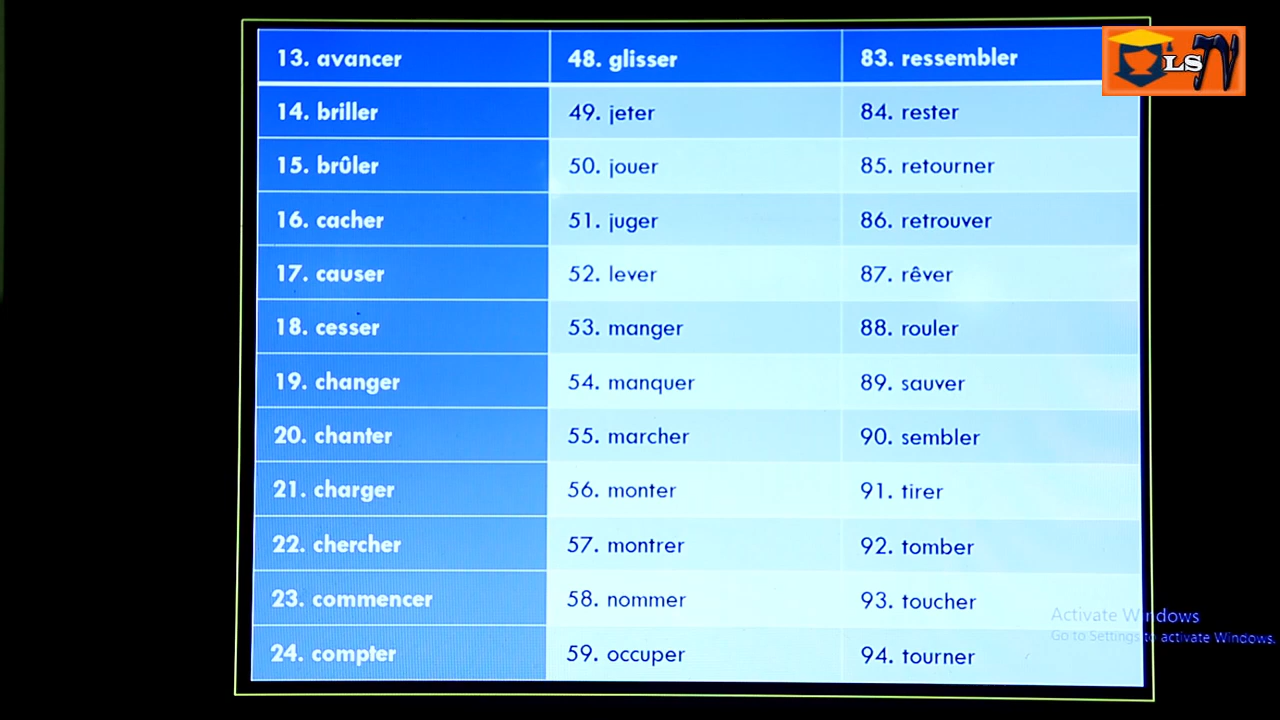 13. avancer 48. glisser 83. ressembler
14. briller 49. jeter 84. rester
15. brûler 50. jouer 85. retourner
16. cacher 51. juger 86. retrouver
17. causer 52. lever 87. rêver
18. cesser 53. manger 88. rouler
19. changer 54. manquer 89. sauver
20. chanter 55. marcher 90. sembler
21. charger 56. monter 91. tirer
22. chercher 57. montrer 92. tomber
23. commencer 58. nommer 93. toucher
24. compter 59. occuper 94. tourner
LSTV
Activate Windows
Go to Settings to activate Windows.